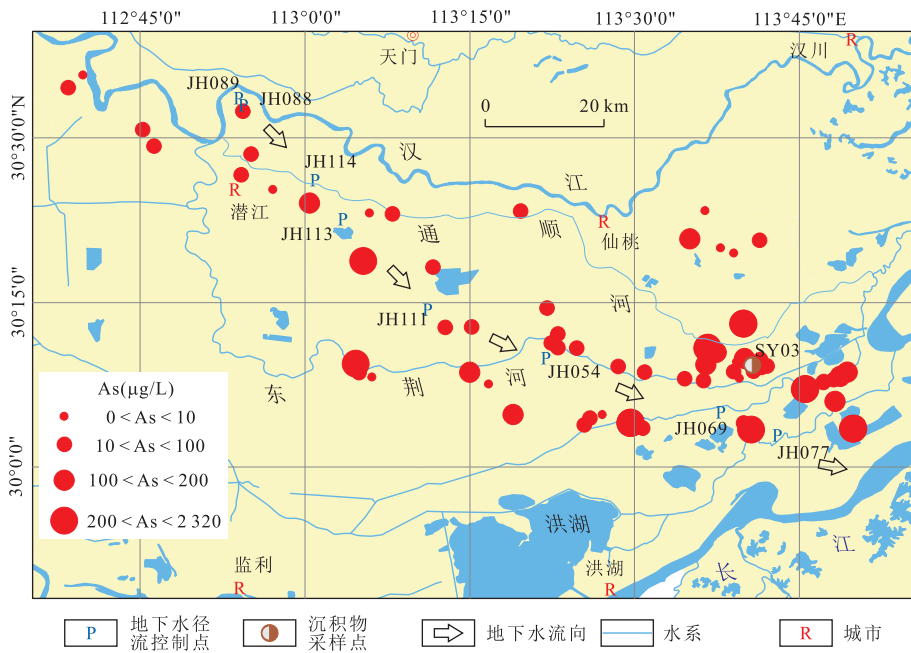 112°45'0"
113°0'0"
113°15'0"
113°30'0"
113°45'0"E
30°30'0"N
30°15'0"
30°0'0"
天门
R
汉川
JH089
P
P
JH088
0
20 km
汉
江
JH114
P
R
潜江
JH113
P
通
顺
河
R
仙桃
JH111
P
SY03
P
JH054
东
荆
河
JH069
P
P
JH077
As(μg/L)
0<As<10
10<As<100
100<As<200
200<As<2 320
洪湖
监利
R
洪湖
R
长
江
P
地下水径
流控制点
沉积物
采样点
地下水流向
水系
R
城市